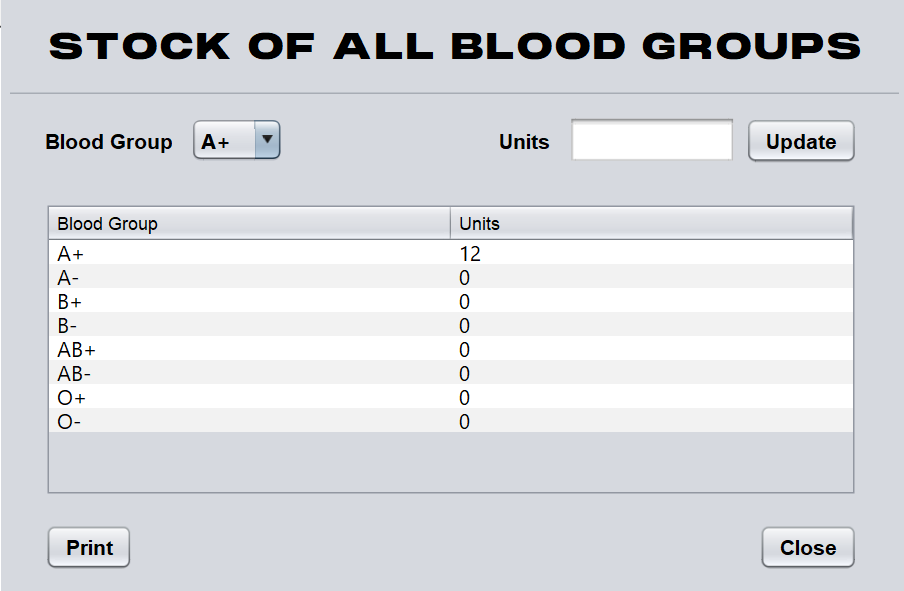 STOCK OF ALL BLOOD GROUPS
Blood Group A+ Units Update
Blood Group Units
A+ 12
A- 0
B+ 0
B- 0
AB+ 0
AB- 0
O+ 0
O- 0
Print Close